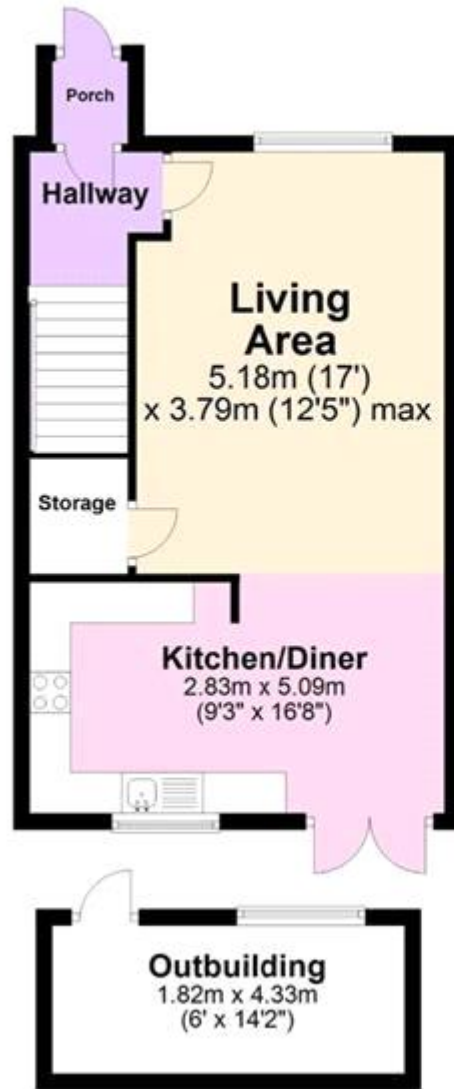 Porch
Hallway
Living
Area
5.18m (17')
x 3.79m (12'5") max
Storage
Kitchen/Diner
2.83m x 5.09m
(9'3" x 16'8")
Outbuilding
1.82m x 4.33m
(6' x 14'2")